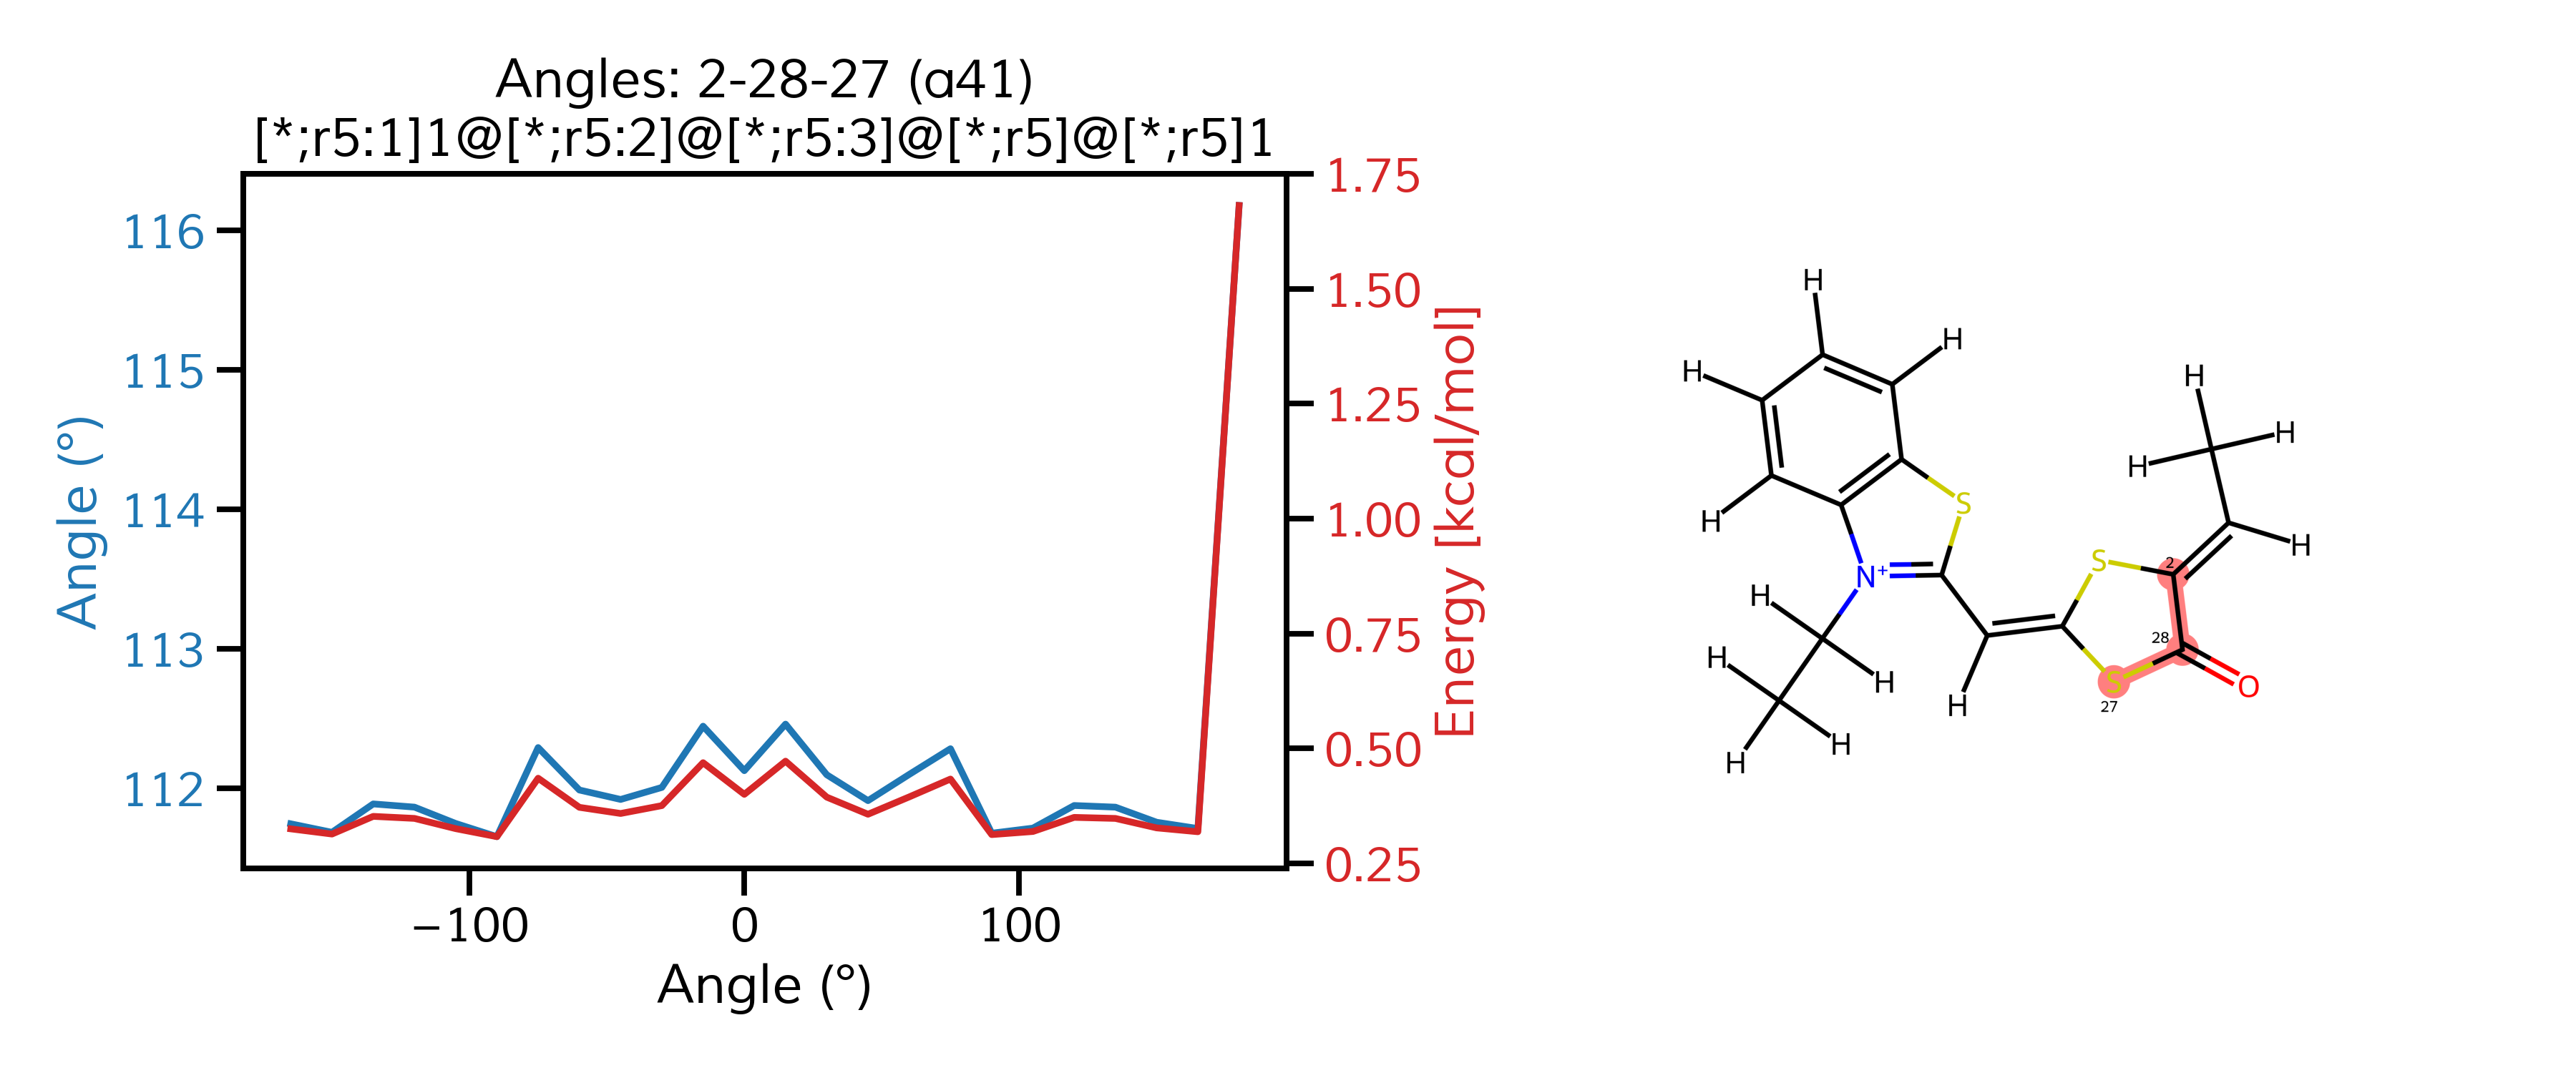 Angles: 2-28-27 (a41)
[*;r5:1]1@[*;r5:2]@[*;r5:3]@[*;r5]@[*;r5]1
116
115
114
113
112
Angle (°)
1.75
1.50
1.25
1.00
0.75
0.50
0.25
Energy [kcal/mol]
−100 0 100
Angle (°)
H
H
H
H
H
H
H
S
H
S
2
N+
H
28
H
H
S
O
27
H
H
H
H